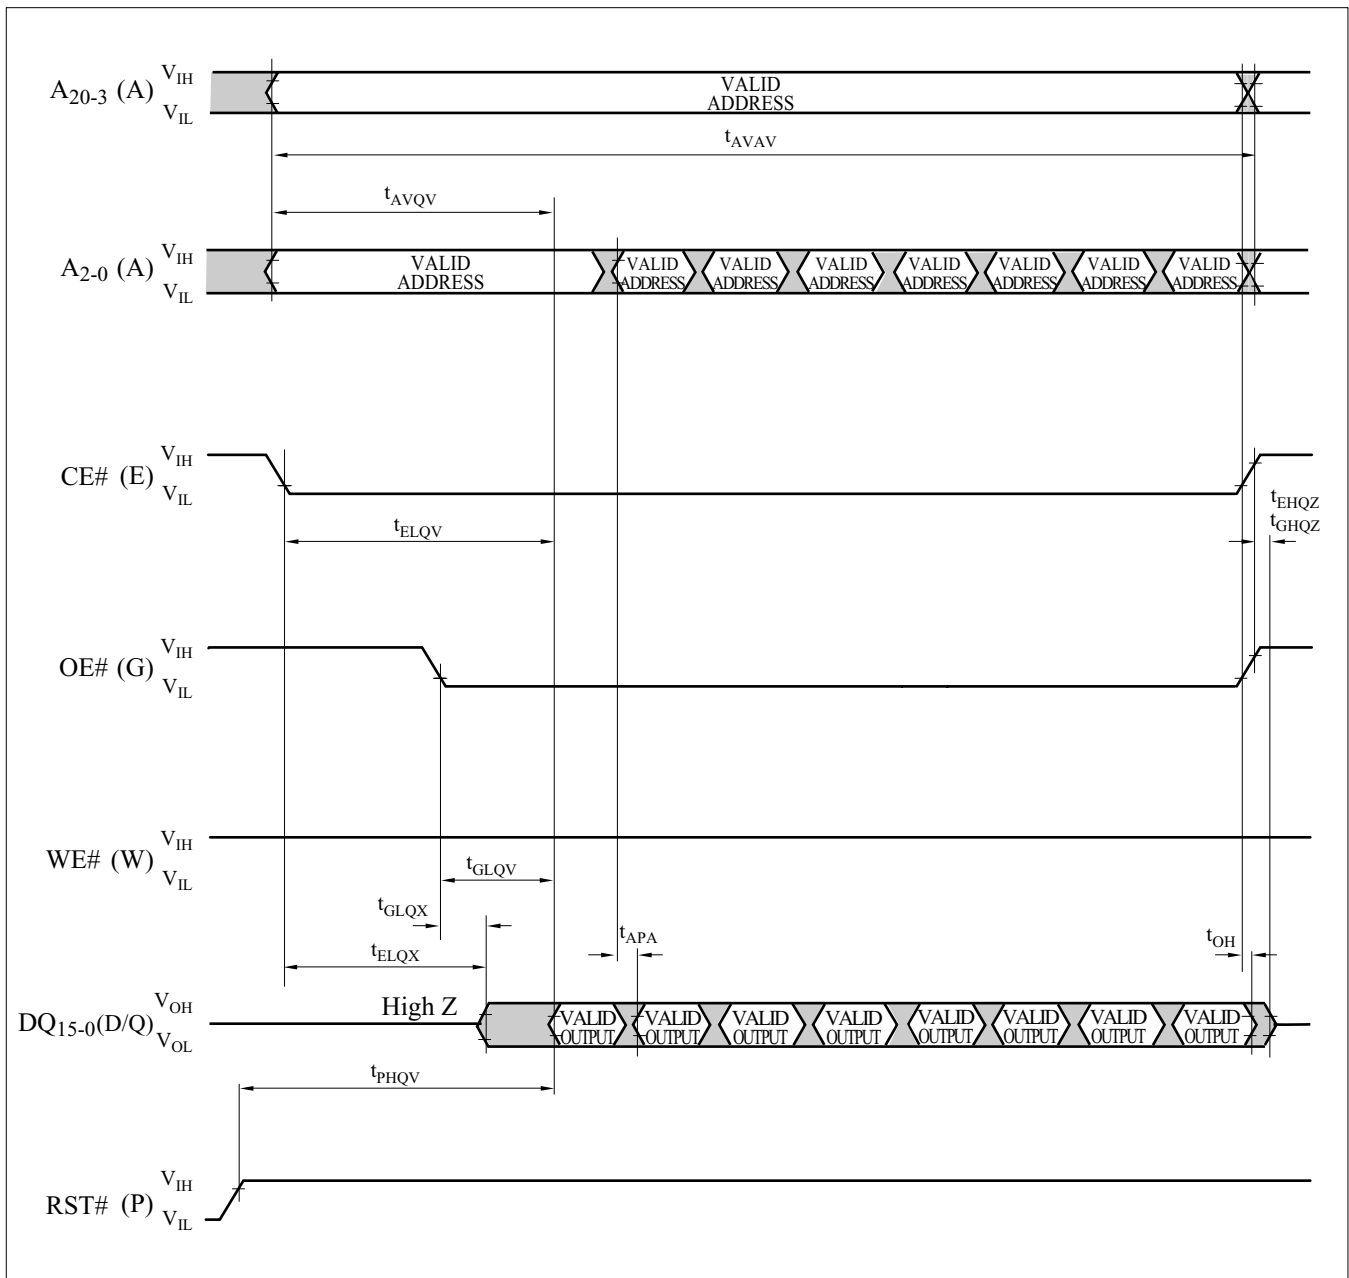 A20-3 (A) VIH
VIL
VALID
ADDRESS
tAVAV
tAVQV
A2-0 (A) VIH
VIL
VALID
ADDRESS
VALID
ADDRESS
VALID
ADDRESS
VALID
ADDRESS
VALID
ADDRESS
VALID
ADDRESS
VALID
ADDRESS
VALID
ADDRESS
CE# (E) VIH
VIL
tELQV
tEHQZ
tGHQZ
OE# (G) VIH
VIL
WE# (W) VIH
VIL
tGLQV
tGLQX
tELQX
tAPA
tOH
DQ15-0(D/Q) VOH
VOL
High Z
VALID
OUTPUT
VALID
OUTPUT
VALID
OUTPUT
VALID
OUTPUT
VALID
OUTPUT
VALID
OUTPUT
VALID
OUTPUT
VALID
OUTPUT
tPHQV
RST# (P) VIH
VIL